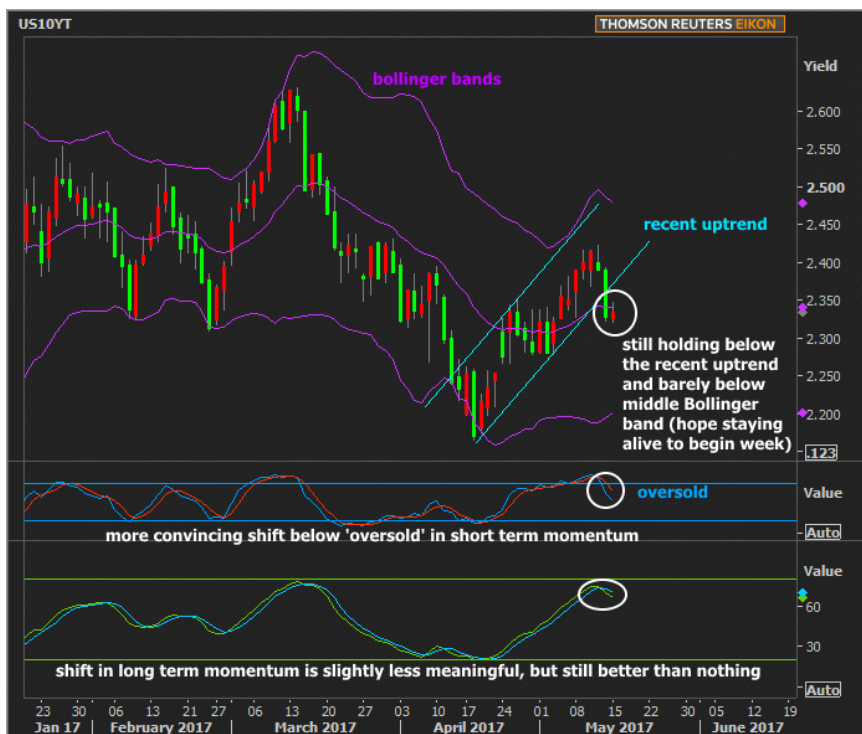 US10YT
THOMSON REUTERS EIKON
Yield
bollinger bands
2.600
2.550
2.500
2.450
recent uptrend
2.400
2.350
2.300
still holding below
the recent uptrend
and barely below
middle Bollinger
band (hope staying
alive to begin week)
2.250
2.200
.123
Value
oversold
more convincing shift below 'oversold' in short term momentum
Auto
Value
60
30
shift in long term momentum is slightly less meaningful, but still better than nothing
Auto
23 30 06 13 21 27 06 13 20 27 03 10 17 24 01 08 15 22 30 05 12 19
Jan 17 February 2017 March 2017 April 2017 May 2017 June 2017